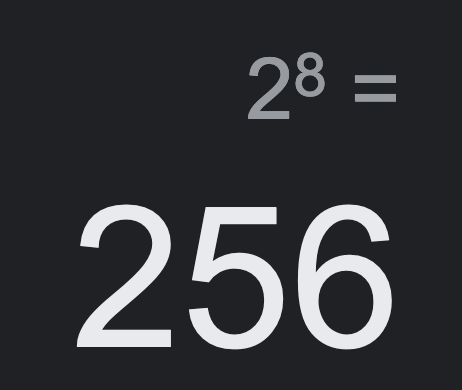 2⁸ =
256